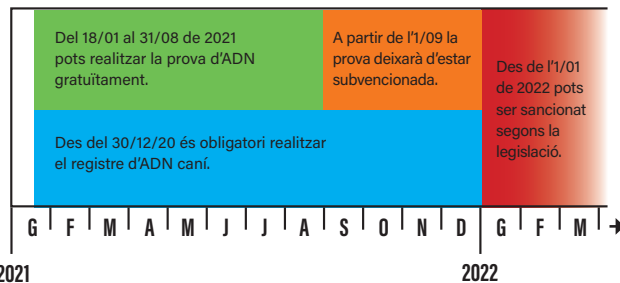 Del 18/01 al 31/08 de 2021
pots realitzar la prova d'ADN
gratuïtament.
A partir de l'1/09 la
prova deixarà d'estar
subvencionada.
Des de l'1/01
de 2022 pots
ser sancionat
segons la
legislació.
Des del 30/12/20 és obligatori realitzar
el registre d'ADN caní.
G F M A M J J A S O N D G F M
2021 2022